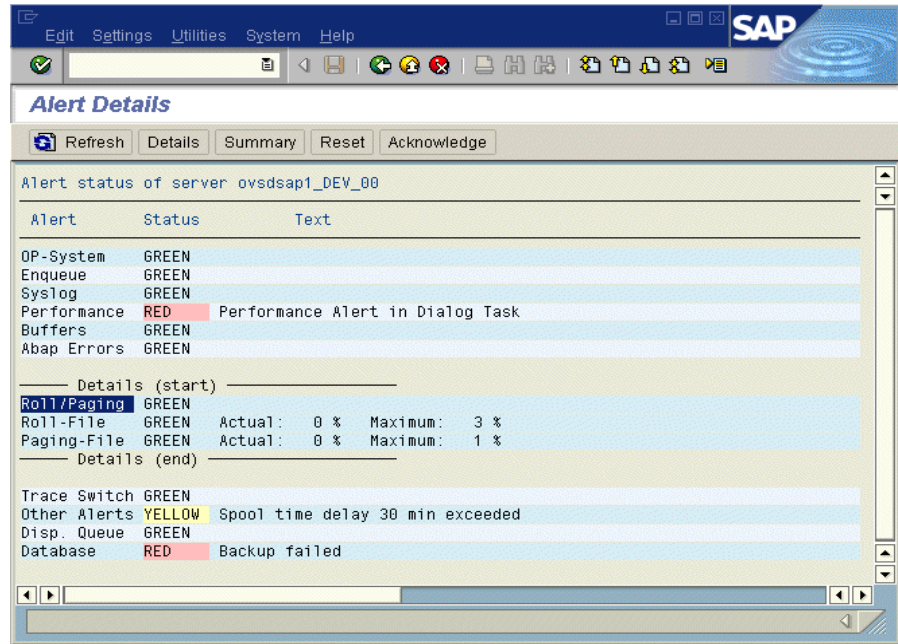 Edit Settings Utilities System Help
SAP
Alert Details
Refresh Details Summary Reset Acknowledge
Alert status of server ovsdsap1_DEV_00
Alert Status Text
OP-System GREEN
Enqueue GREEN
Syslog GREEN
Performance RED Performance Alert in Dialog Task
Buffers GREEN
Abap Errors GREEN
Details (start)
Roll/Paging GREEN
Roll-File GREEN Actual: 0 % Maximum: 3 %
Paging-File GREEN Actual: 0 % Maximum: 1 %
Details (end)
Trace Switch GREEN
Other Alerts YELLOW Spool time delay 30 min exceeded
Disp. Queue GREEN
Database RED Backup failed